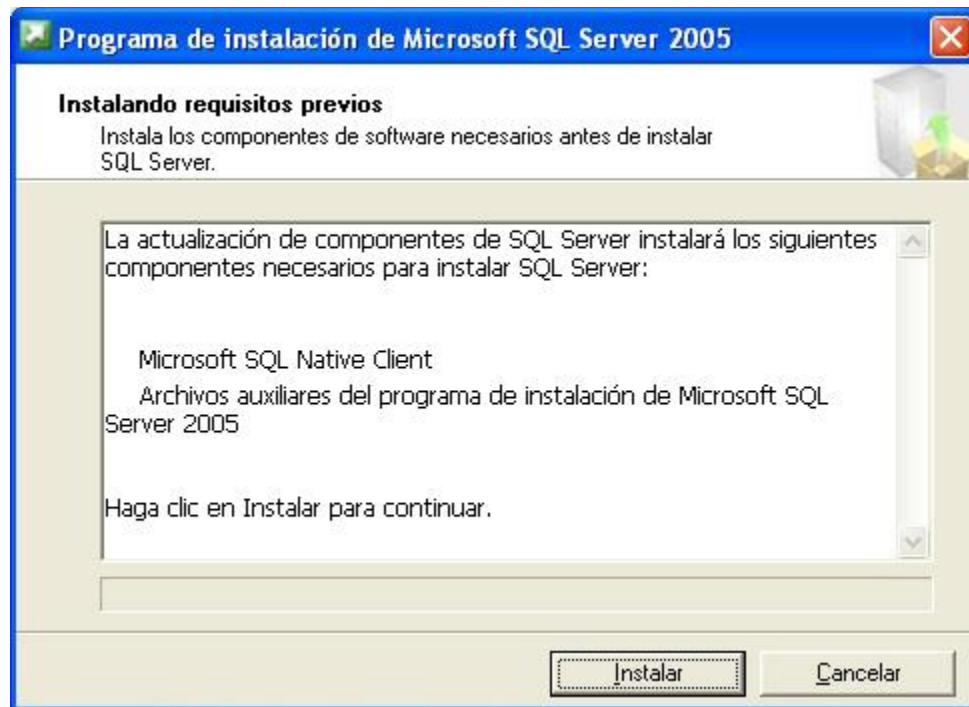 Programa de instalación de Microsoft SQL Server 2005
Instalando requisitos previos
Instala los componentes de software necesarios antes de instalar
SQL Server.
La actualización de componentes de SQL Server instalará los siguientes
componentes necesarios para instalar SQL Server:
Microsoft SQL Native Client
Archivos auxiliares del programa de instalación de Microsoft SQL
Server 2005
Haga clic en Instalar para continuar.
Instalar
Cancelar